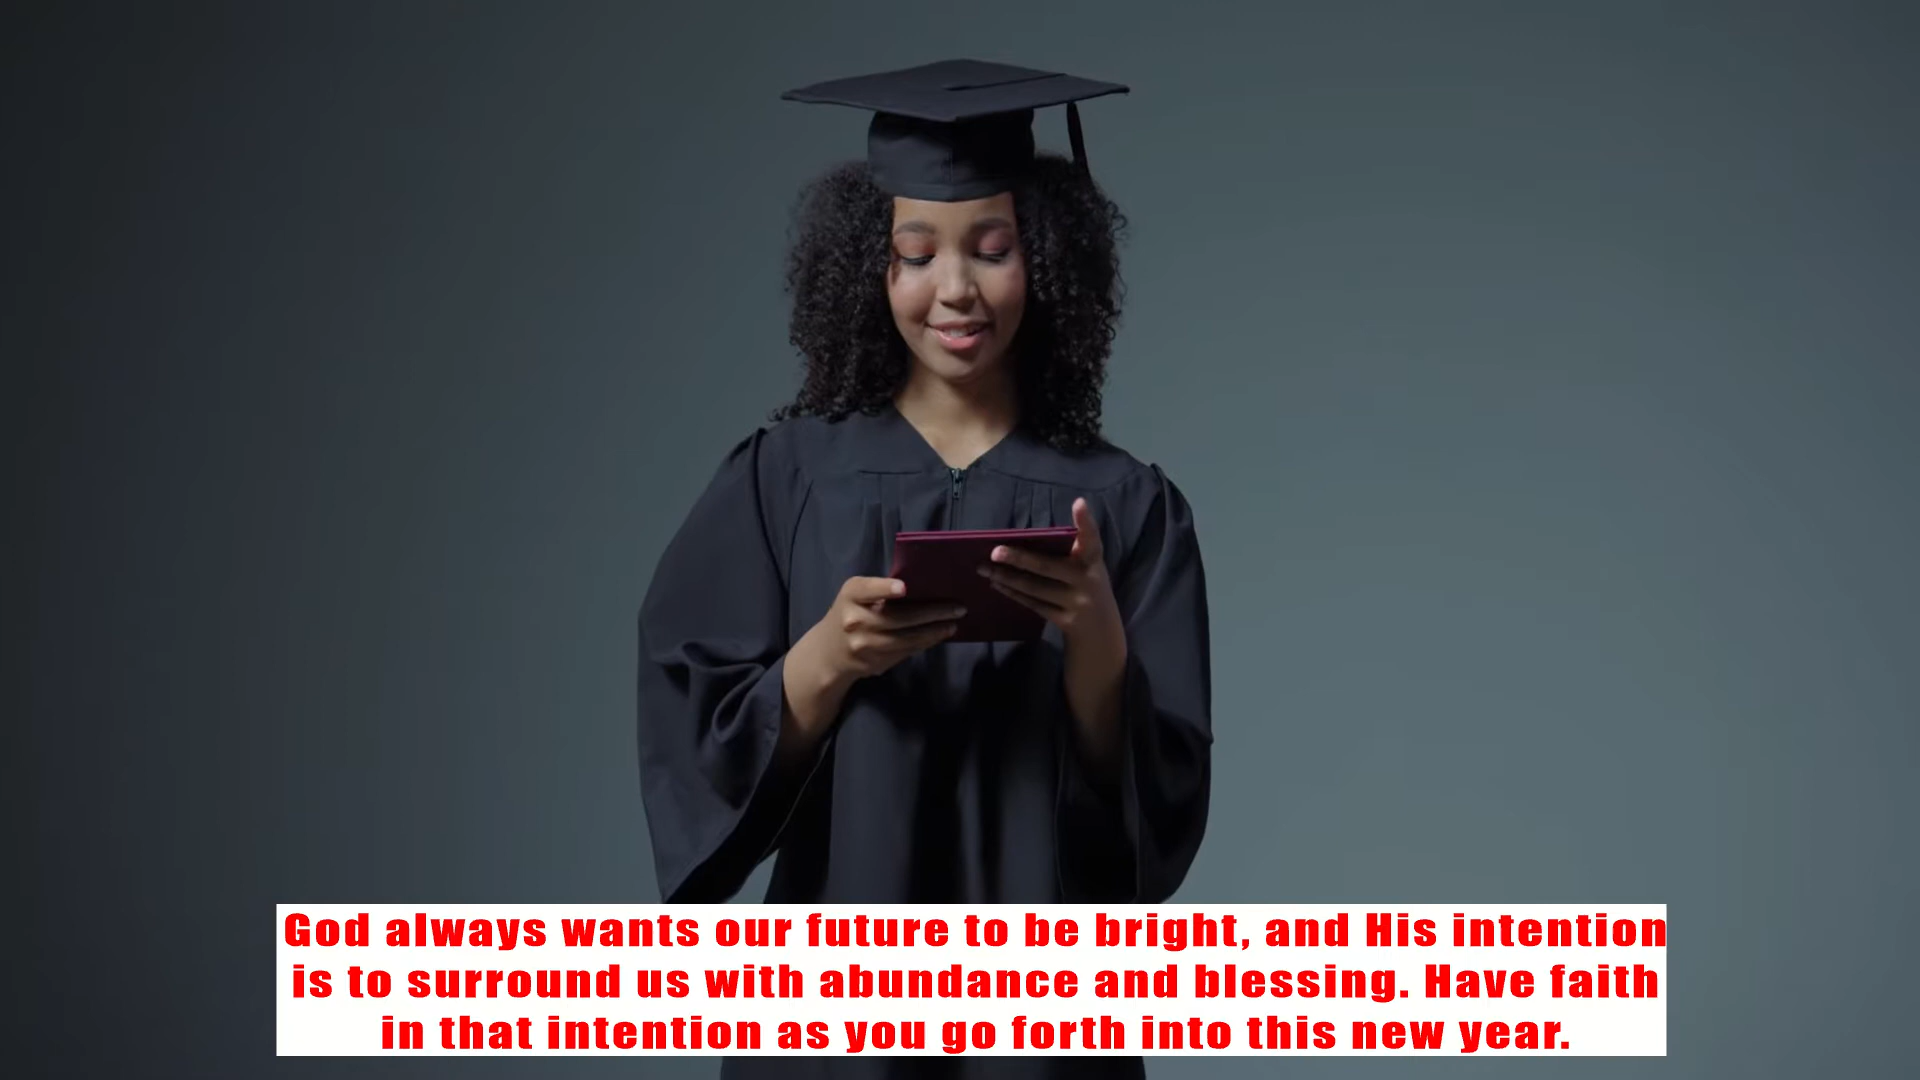 God always wants our future to be bright, and His intention
is to surround us with abundance and blessing. Have faith
in that intention as you go forth into this new year.